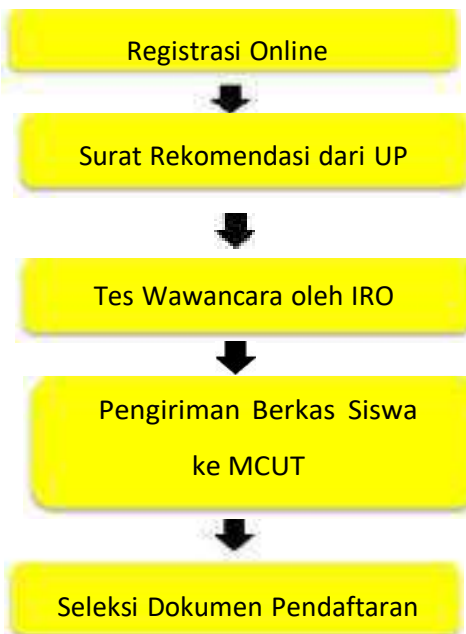 Registrasi Online
Surat Rekomendasi dari UP
Tes Wawancara oleh IRO
Pengiriman Berkas Siswa
ke MCUT
Seleksi Dokumen Pendaftaran